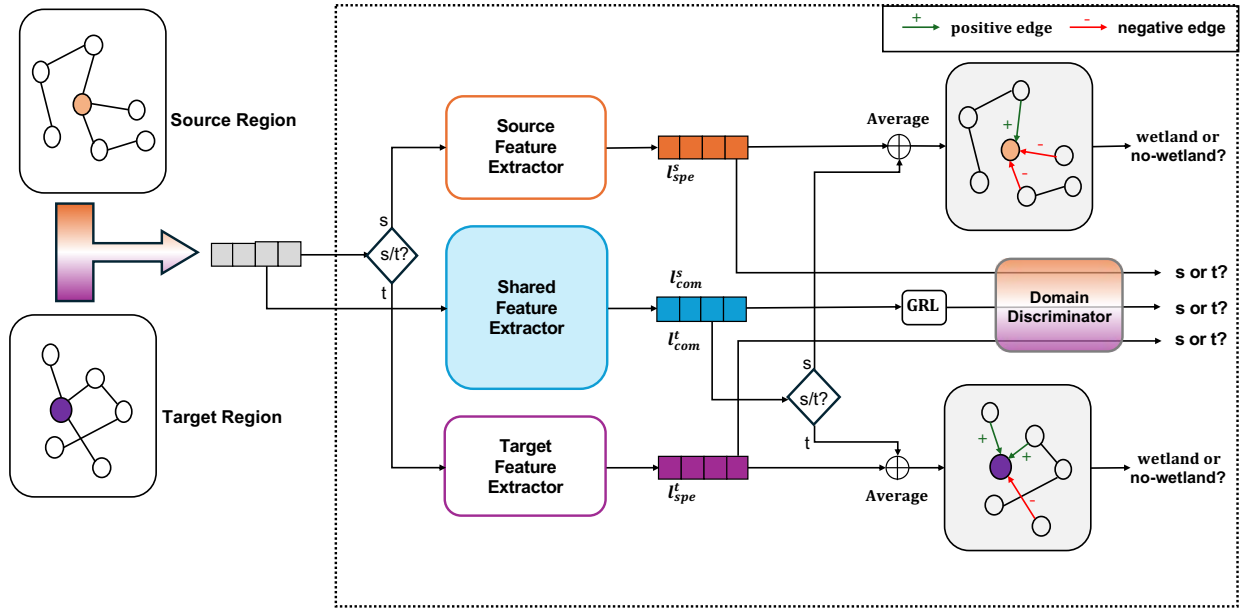 + positive edge
- negative edge
Source Region
Target Region
s/t?
s
t
Source
Feature
Extractor
Shared
Feature
Extractor
Target
Feature
Extractor
l^s_spe
l^s_com
l^t_com
l^t_spe
Average
GRL
s/t?
s
t
Average
+
-
-
wetland or
no-wetland?
Domain
Discriminator
s or t?
s or t?
s or t?
+
+
-
wetland or
no-wetland?